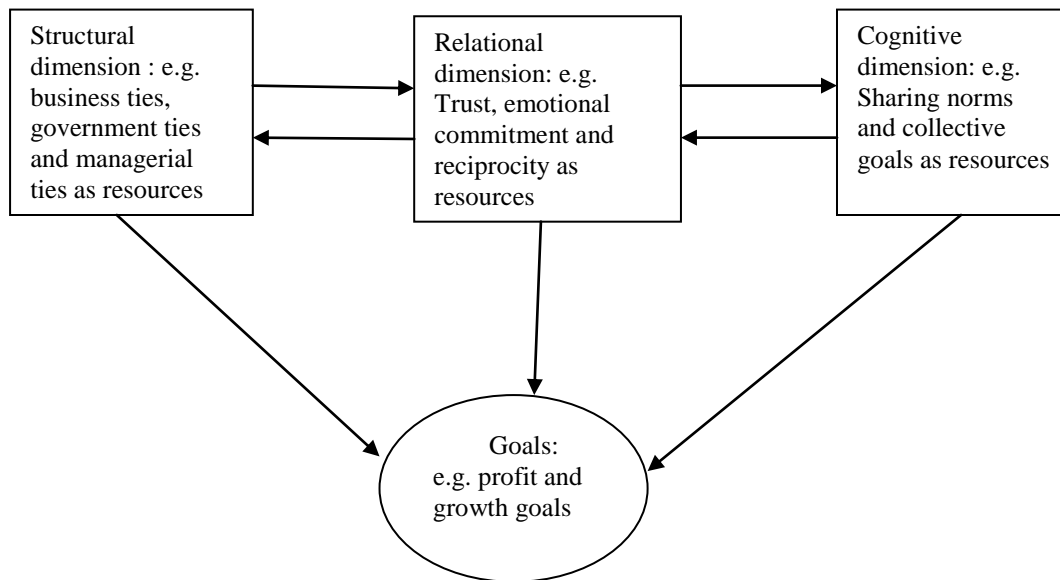 Structural
dimension : e.g.
business ties,
government ties
and managerial
ties as resources
Relational
dimension: e.g.
Trust, emotional
commitment and
reciprocity as
resources
Cognitive
dimension: e.g.
Sharing norms
and collective
goals as resources
Goals:
e.g. profit and
growth goals